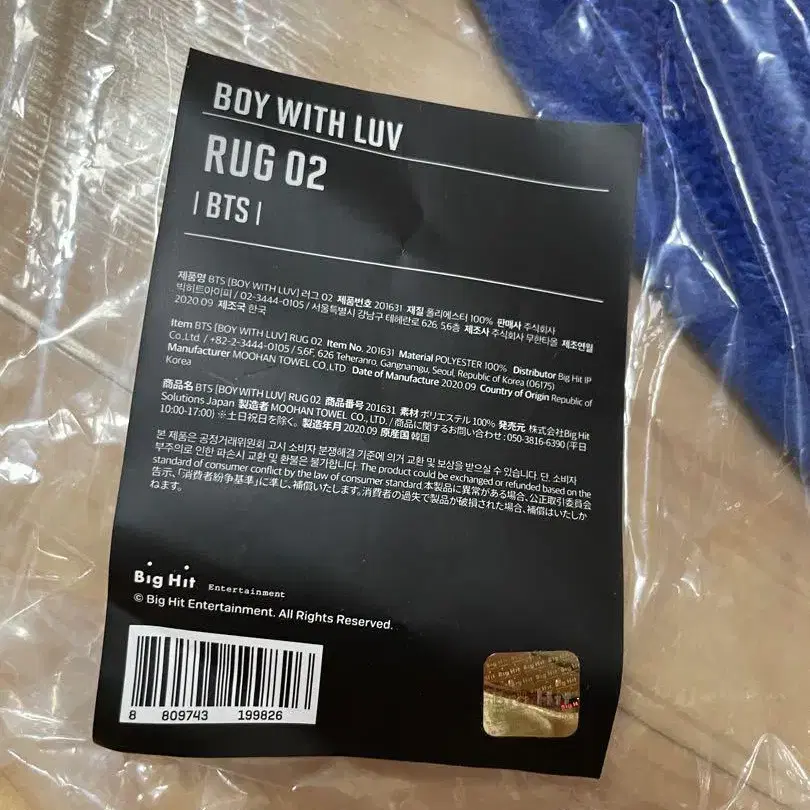 BOY WITH LUV
RUG 02
| BTS |
제품명 BTS [BOY WITH LUV] 러그 02 제품번호 201631 재질 폴리에스터 100% 판매사 주식회사
빅히트아이피 / 02-3444-0105 / 서울특별시 강남구 테헤란로 626, 5,6층 제조사 주식회사 무한타올 제조연월
2020.09 제조국 한국
Item BTS [BOY WITH LUV] RUG 02 Item No. 201631 Material POLYESTER 100% Distributor Big Hit IP
Co.,Ltd / +82-2-3444-0105 / 5,6F, 626 Teheranro, Gangnamgu, Seoul, Republic of Korea (06175)
Manufacturer MOOHAN TOWEL CO.,LTD Date of Manufacture 2020.09 Country of Origin Republic of
Korea
商品名 BTS [BOY WITH LUV] RUG 02 商品番号 201631 素材 ポリエステル 100% 発売元 株式会社Big Hit
Solutions Japan 製造者 MOOHAN TOWEL CO., LTD. / 商品に関するお問い合わせ : 050-3816-6390 (平日
10:00-17:00) ※土日祝日を除く。 製造年月 2020.09 原産国 韓国
본 제품은 공정거래위원회 고시 소비자 분쟁해결 기준에 의거 교환 및 보상을 받으실 수 있습니다. 단, 소비자
부주의로 인한 파손시 교환 및 환불은 불가합니다. The product could be exchanged or refunded based on the
standard of consumer conflict by the law of consumer standard. 本製品に異常がある場合、公正取引委員会
告示、「消費者紛争基準」に準じ、補償いたします。消費者の過失で製品が破損された場合、補償はいたしか
ねます。
Big Hit Entertainment
© Big Hit Entertainment. All Rights Reserved.
8 809743 199826
Big Hit